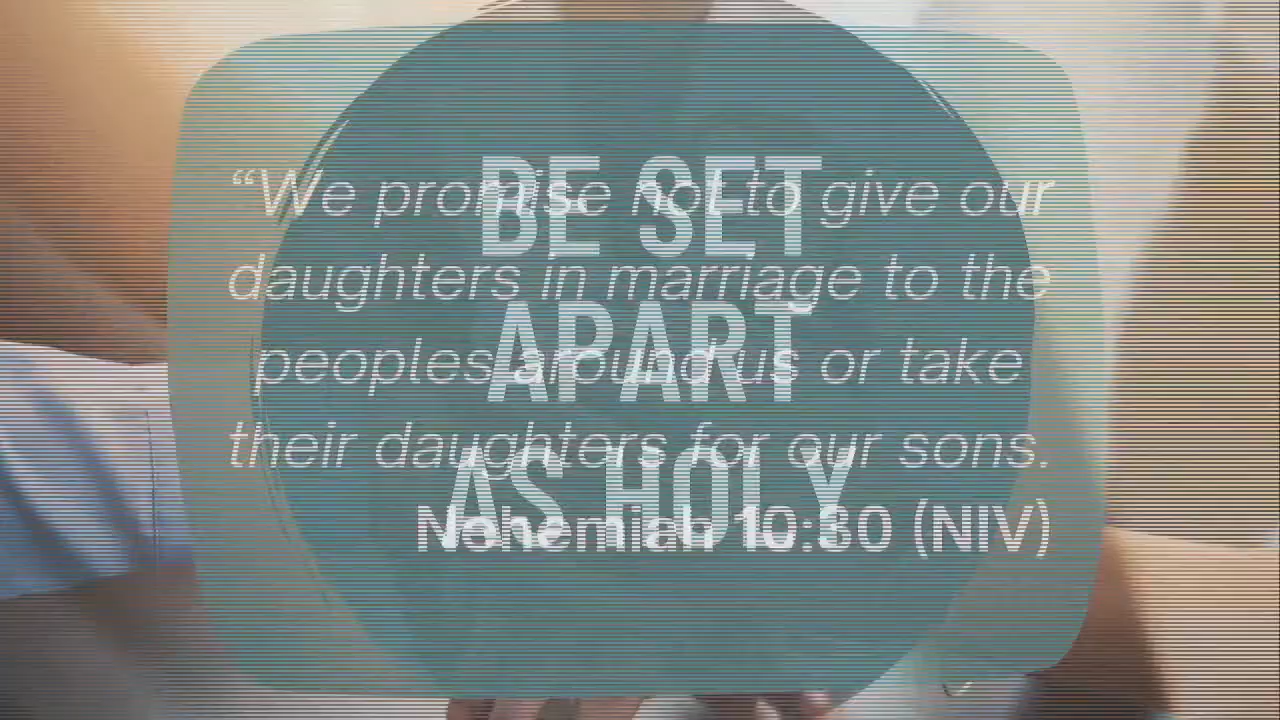 BE SET
APART
AS HOLY
“We promise not to give our
daughters in marriage to the
peoples around us or take
their daughters for our sons.
Nehemiah 10:30 (NIV)